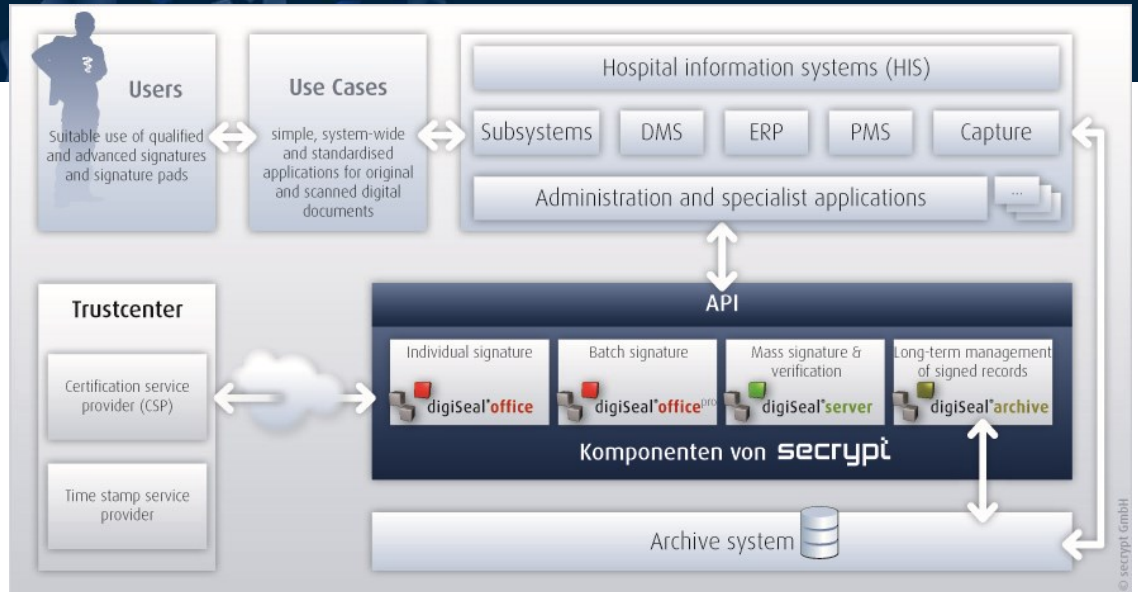 Users
Suitable use of qualified
and advanced signatures
and signature pads
Use Cases
simple, system-wide
and standardised
applications for original
and scanned digital
documents
Hospital information systems (HIS)
Subsystems
DMS
ERP
PMS
Capture
Administration and specialist applications
...
Trustcenter
Certification service
provider (CSP)
Time stamp service
provider
API
Individual signature
digiSeal®office
Batch signature
digiSeal®office pro
Mass signature &
verification
digiSeal®server
Long-term management
of signed records
digiSeal®archive
Komponenten von secrypt
Archive system
© secrypt GmbH